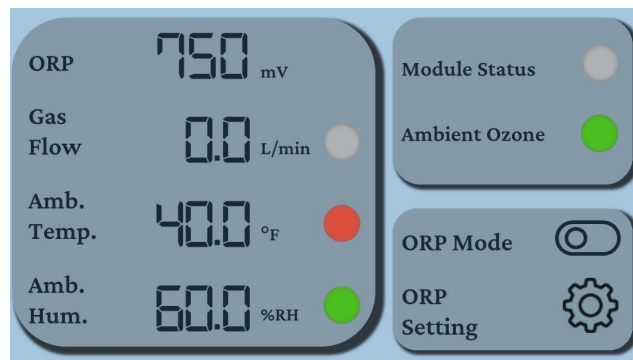 ORP 750 mV
Gas
Flow 0.0 L/min
Amb.
Temp. 40.0 °F
Amb.
Hum. 60.0 %RH
Module Status
Ambient Ozone
ORP Mode
ORP
Setting